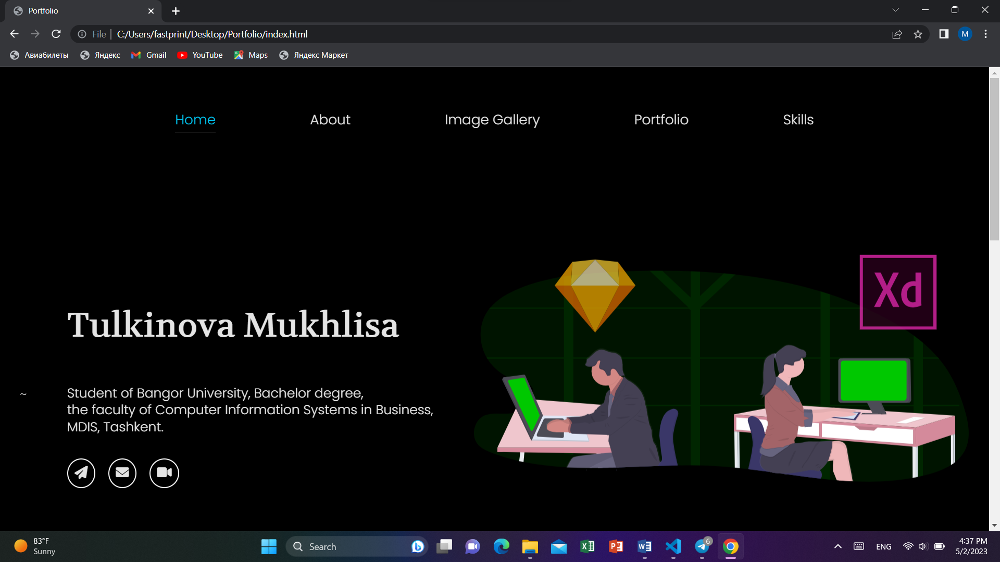 Portfolio
File | C:/Users/fastprint/Desktop/Portfolio/index.html
M
Авиабилеты Яндекс Gmail YouTube Maps Яндекс Маркет
Home About Image Gallery Portfolio Skills
Xd
Tulkinova Mukhlisa
~ Student of Bangor University, Bachelor degree,
the faculty of Computer Information Systems in Business,
MDIS, Tashkent.
83°F
Sunny
Search
6
ENG
4:37 PM
5/2/2023